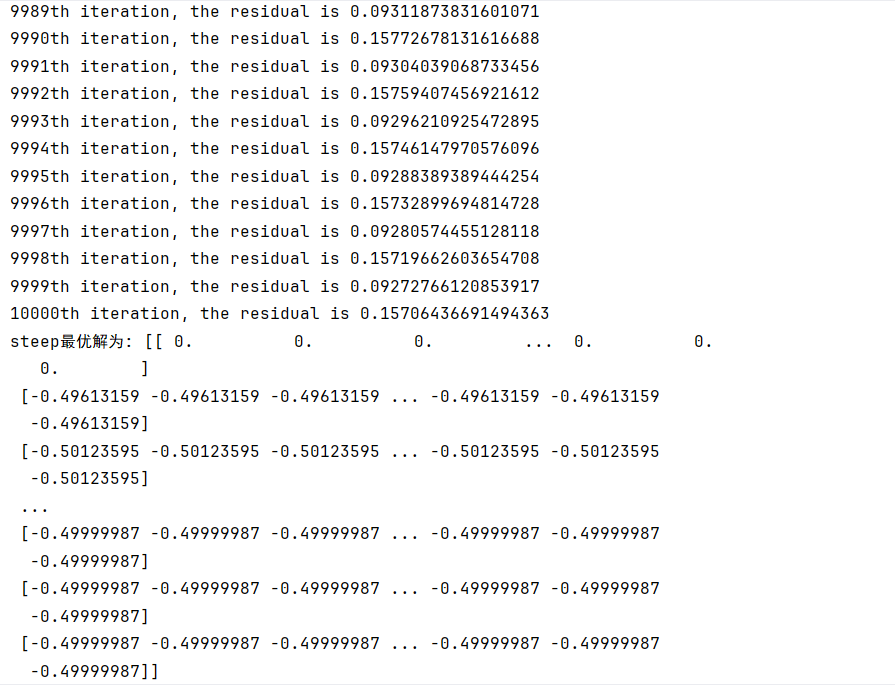 9989th iteration, the residual is 0.09311873831601071
9990th iteration, the residual is 0.15772678131616688
9991th iteration, the residual is 0.09304039068733456
9992th iteration, the residual is 0.15759407456921612
9993th iteration, the residual is 0.09296210925472895
9994th iteration, the residual is 0.15746147970576096
9995th iteration, the residual is 0.09288389389444254
9996th iteration, the residual is 0.15732899694814728
9997th iteration, the residual is 0.09280574455128118
9998th iteration, the residual is 0.15719662603654708
9999th iteration, the residual is 0.09272766120853917
10000th iteration, the residual is 0.15706436691494363
steep最优解为: [[ 0.          0.          0.         ...  0.          0.
   0.        ]
 [-0.49613159 -0.49613159 -0.49613159 ... -0.49613159 -0.49613159
  -0.49613159]
 [-0.50123595 -0.50123595 -0.50123595 ... -0.50123595 -0.50123595
  -0.50123595]
 ...
 [-0.49999987 -0.49999987 -0.49999987 ... -0.49999987 -0.49999987
  -0.49999987]
 [-0.49999987 -0.49999987 -0.49999987 ... -0.49999987 -0.49999987
  -0.49999987]
 [-0.49999987 -0.49999987 -0.49999987 ... -0.49999987 -0.49999987
  -0.49999987]]